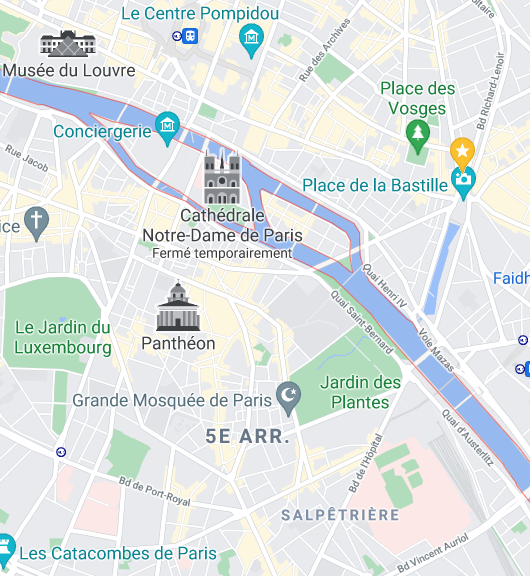 Le Centre Pompidou
Voltaire
Rue des Archives
Musée du Louvre
Bd Richard-Lenoir
Place des
Vosges
Conciergerie
Rue Jacob
Place de la Bastille
Cathédrale
Notre-Dame de Paris
Fermé temporairement
ice
Quai Henri IV
Faidh
Quai Saint-Bernard
Le Jardin du
Luxembourg
Panthéon
Voie Mazas
Jardin des
Plantes
Grande Mosquée de Paris
5E ARR.
Quai d'Austerlitz
Bd de l'Hôpital
Bd de Port-Royal
SALPÊTRIÈRE
Bd Vincent Auriol
Les Catacombes de Paris